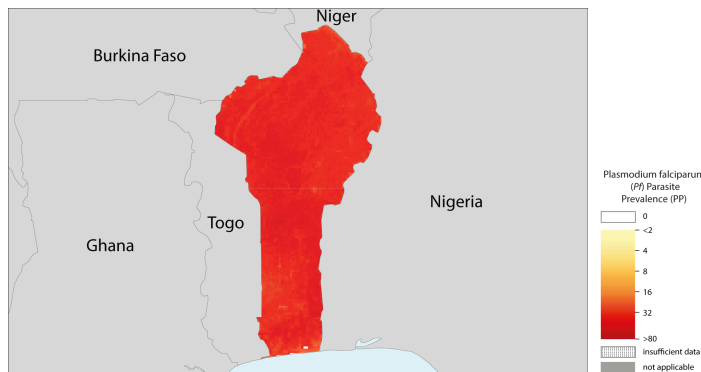 Niger
Burkina Faso
Togo
Ghana
Nigeria
Plasmodium falciparun
(Pf) Parasite
Prevalence (PP)
0
<2
4
8
16
32
>80
insufficient data
not applicable